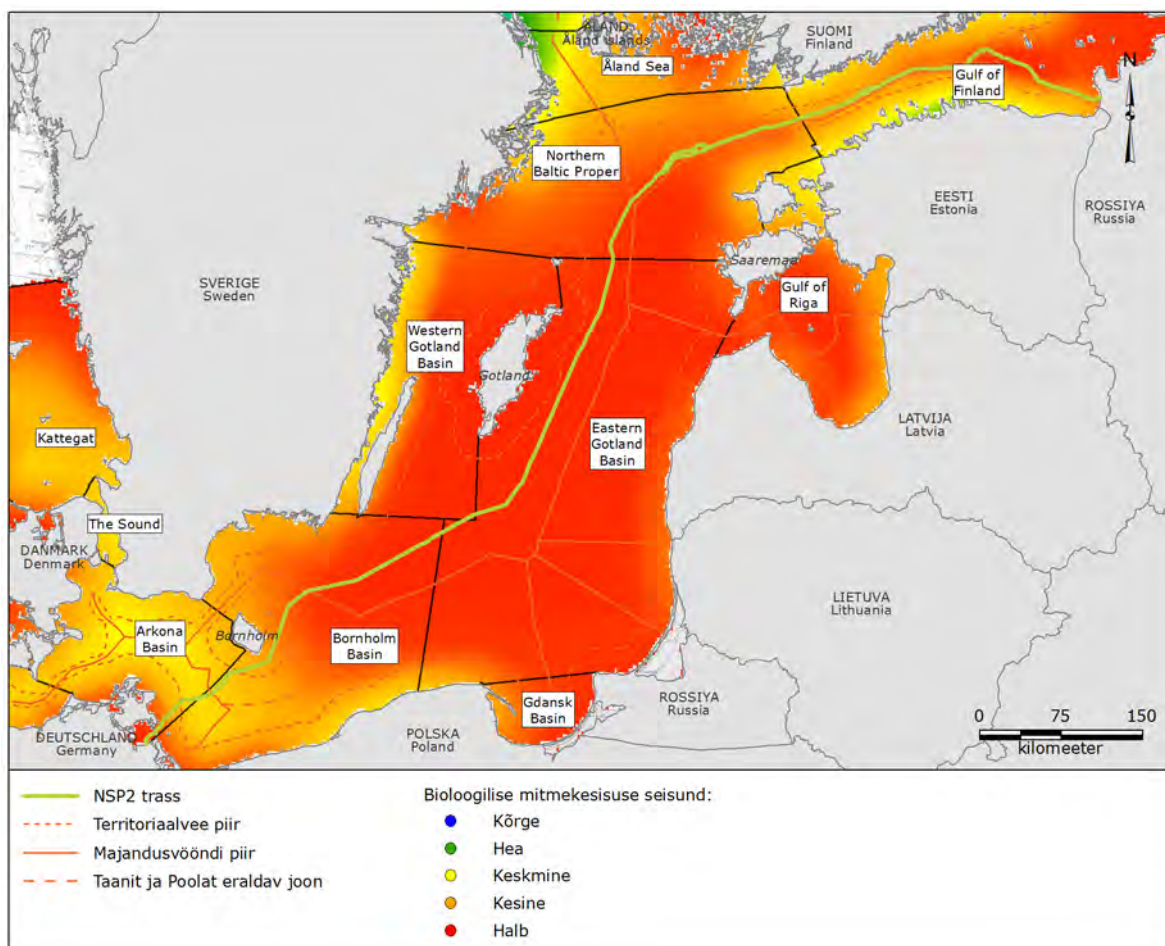 ÅLAND
Åland islands
SUOMI
Finland
Åland Sea
N
Gulf of
Finland
Northern
Baltic Proper
EESTI
Estonia
ROSSIYA
Russia
SVERIGE
Sweden
Saaremaa
Gulf of
Riga
Western
Gotland
Basin
Gotland
LATVIJA
Latvia
Kattegat
Eastern
Gotland
Basin
The Sound
DANMARK
Denmark
LIETUVA
Lithuania
Arkona
Basin
Bornholm
Bornholm
Basin
Gdansk
Basin
ROSSIYA
Russia
DEUTSCHLAND
Germany
POLSKA
Poland
0 75 150
kilomeeter
NSP2 trass
Territoriaalvee piir
Majandusvööndi piir
Taanit ja Poolat eraldav joon
Bioloogilise mitmekesisuse seisund:
Kõrge
Hea
Keskmine
Kesine
Halb